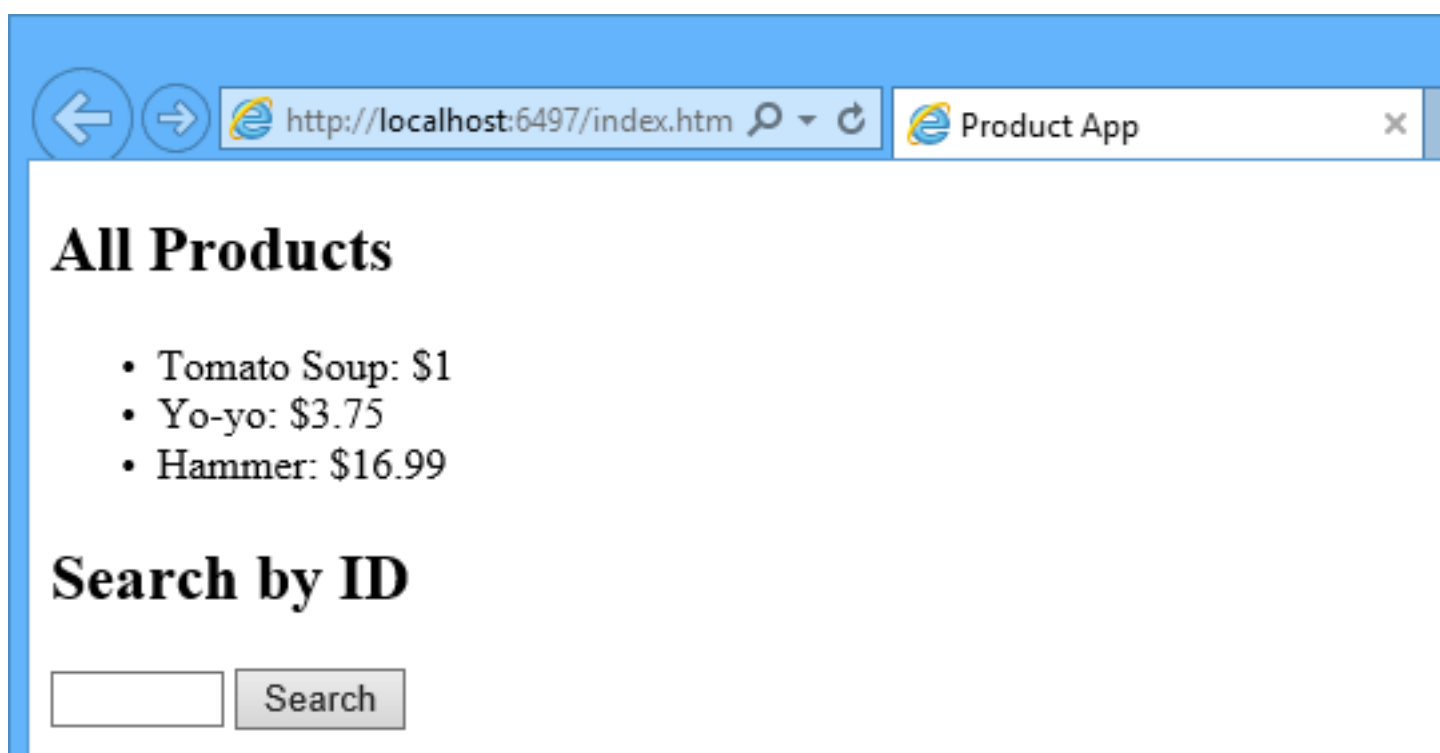 http://localhost:6497/index.htm
Product App
All Products
• Tomato Soup: $1
• Yo-yo: $3.75
• Hammer: $16.99
Search by ID
Search